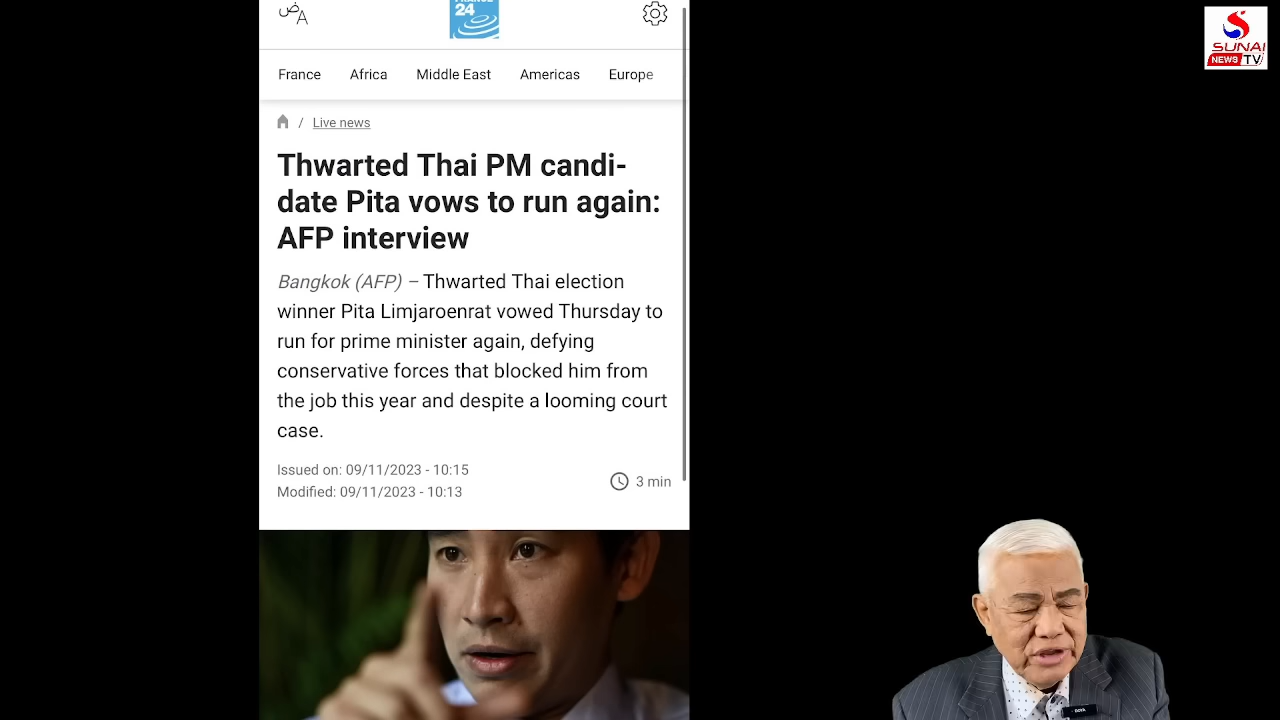 ض A
FRANCE
24
France Africa Middle East Americas Europe
/ Live news
Thwarted Thai PM candi-
date Pita vows to run again:
AFP interview
Bangkok (AFP) – Thwarted Thai election
winner Pita Limjaroenrat vowed Thursday to
run for prime minister again, defying
conservative forces that blocked him from
the job this year and despite a looming court
case.
Issued on: 09/11/2023 - 10:15
Modified: 09/11/2023 - 10:13
3 min
SUNAI
NEWS TV